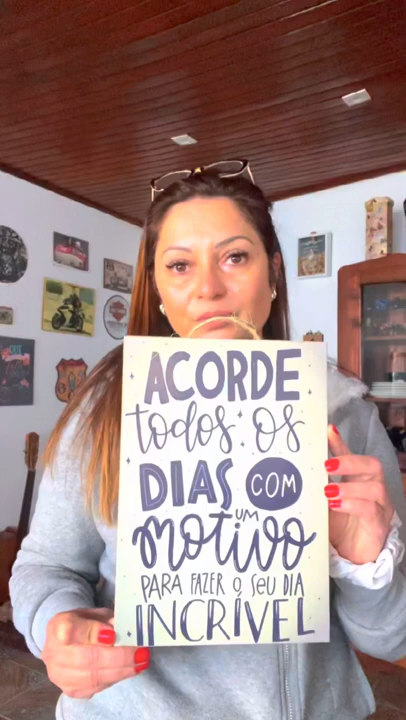 ACORDE
todos os
DIAS COM
UM
motivo
PARA FAZER O SEU DIA
INCRÍVEL